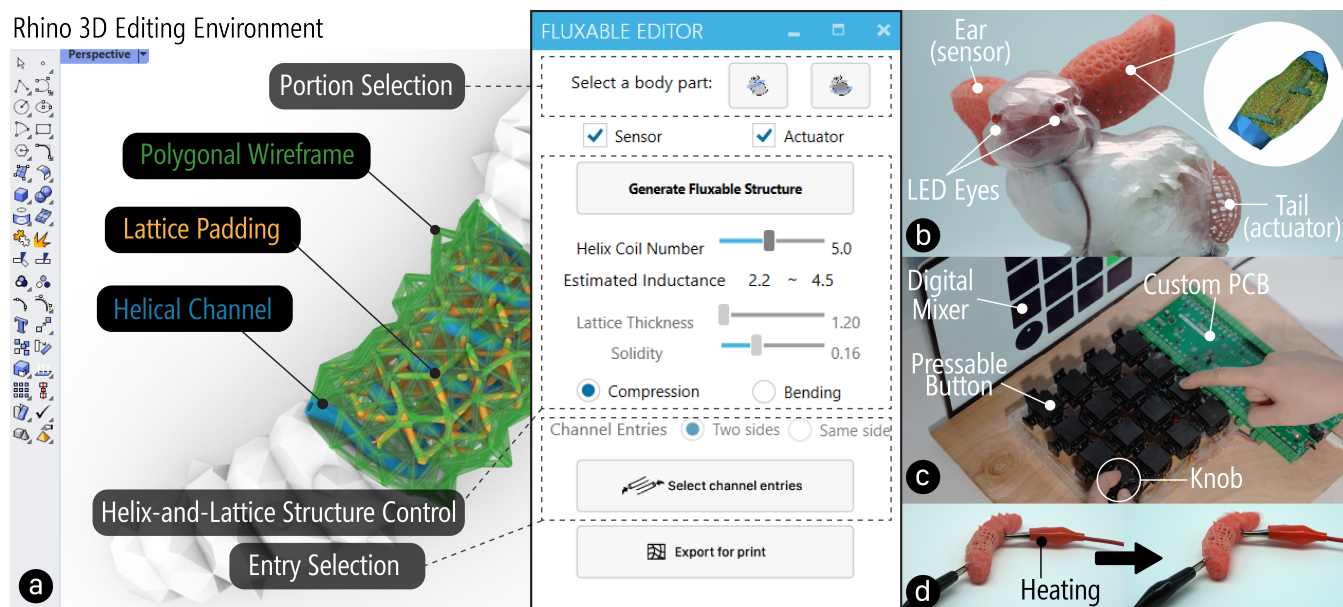 Rhino 3D Editing Environment
Perspective
Portion Selection
Polygonal Wireframe
Lattice Padding
Helical Channel
Helix-and-Lattice Structure Control
Entry Selection
a
FLUXABLE EDITOR
Select a body part:
Sensor
Actuator
Generate Fluxable Structure
Helix Coil Number 5.0
Estimated Inductance 2.2 ~ 4.5
Lattice Thickness 1.20
Solidity 0.16
Compression
Bending
Channel Entries Two sides Same side
Select channel entries
Export for print
Ear
(sensor)
LED Eyes
Tail
(actuator)
b
Digital
Mixer
Custom PCB
Pressable
Button
Knob
c
Heating
d